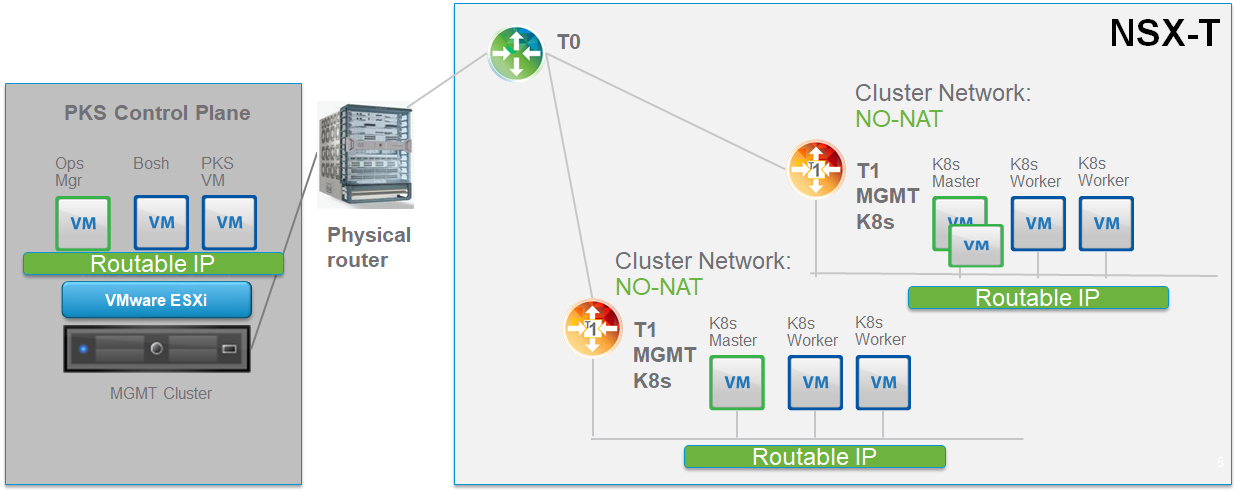 NSX-T
T0
PKS Control Plane
Ops
Mgr
Bosh
PKS
VM
VM
VM
VM
Routable IP
VMware ESXi
MGMT Cluster
Physical
router
Cluster Network:
NO-NAT
T1
T1
MGMT
K8s
K8s
Master
K8s
Worker
K8s
Worker
VM
VM
VM
VM
Routable IP
Cluster Network:
NO-NAT
T1
T1
MGMT
K8s
K8s
Master
K8s
Worker
K8s
Worker
VM
VM
VM
Routable IP
5